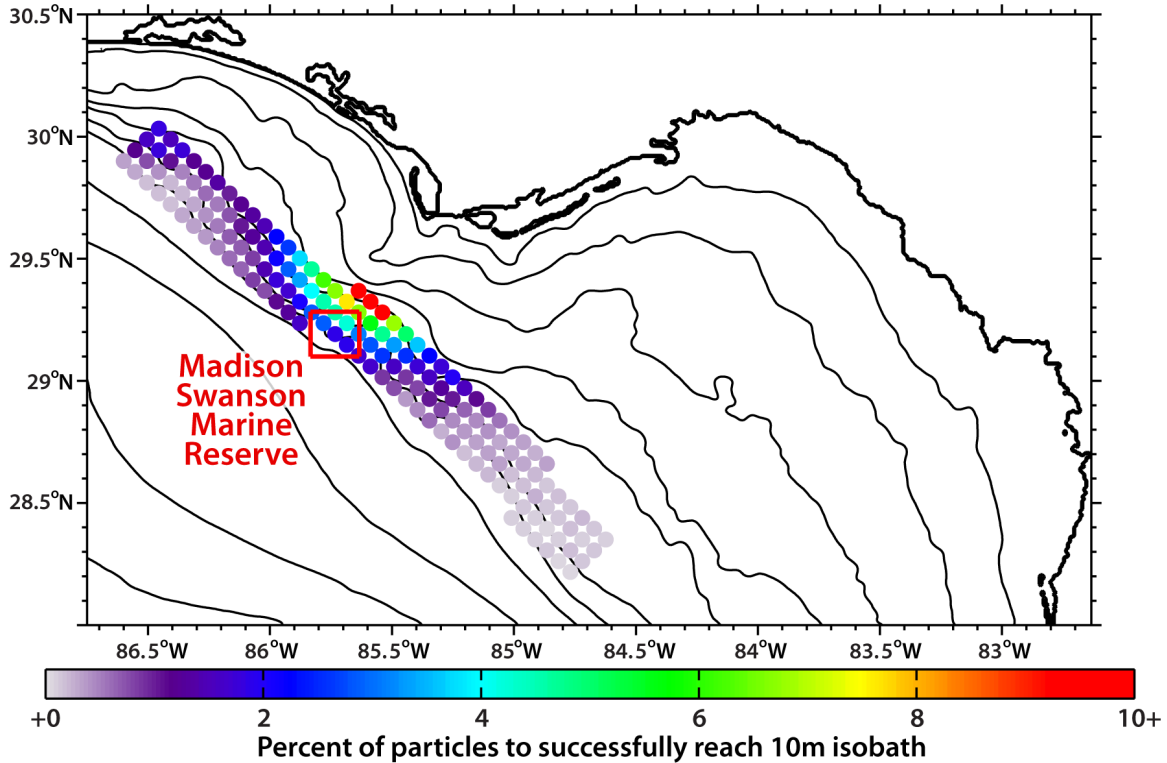 30.5°N
30°N
29.5°N
29°N
28.5°N
Madison
Swanson
Marine
Reserve
86.5°W 86°W 85.5°W 85°W 84.5°W 84°W 83.5°W 83°W
+0 2 4 6 8 10+
Percent of particles to successfully reach 10m isobath